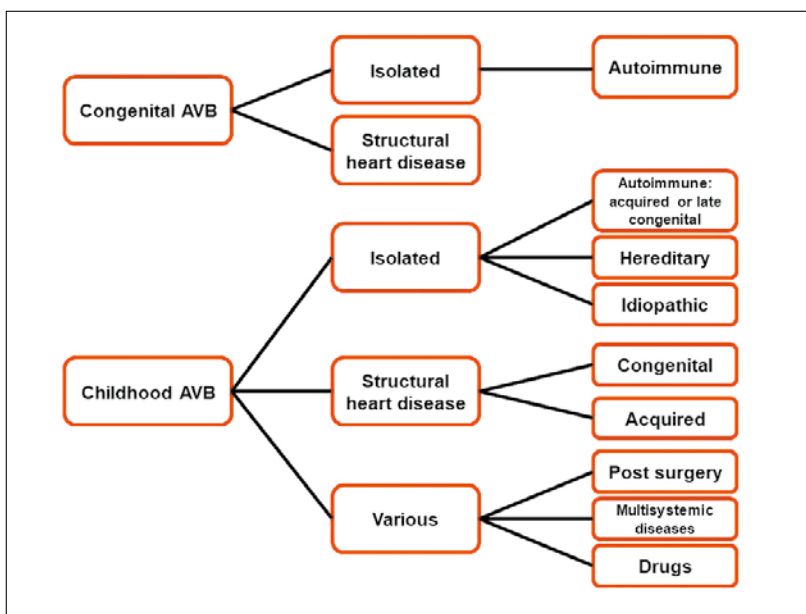 Congenital AVB
Isolated
Autoimmune
Structural
heart disease
Childhood AVB
Isolated
Autoimmune:
acquired or late
congenital
Hereditary
Idiopathic
Structural
heart disease
Congenital
Acquired
Various
Post surgery
Multisystemic
diseases
Drugs